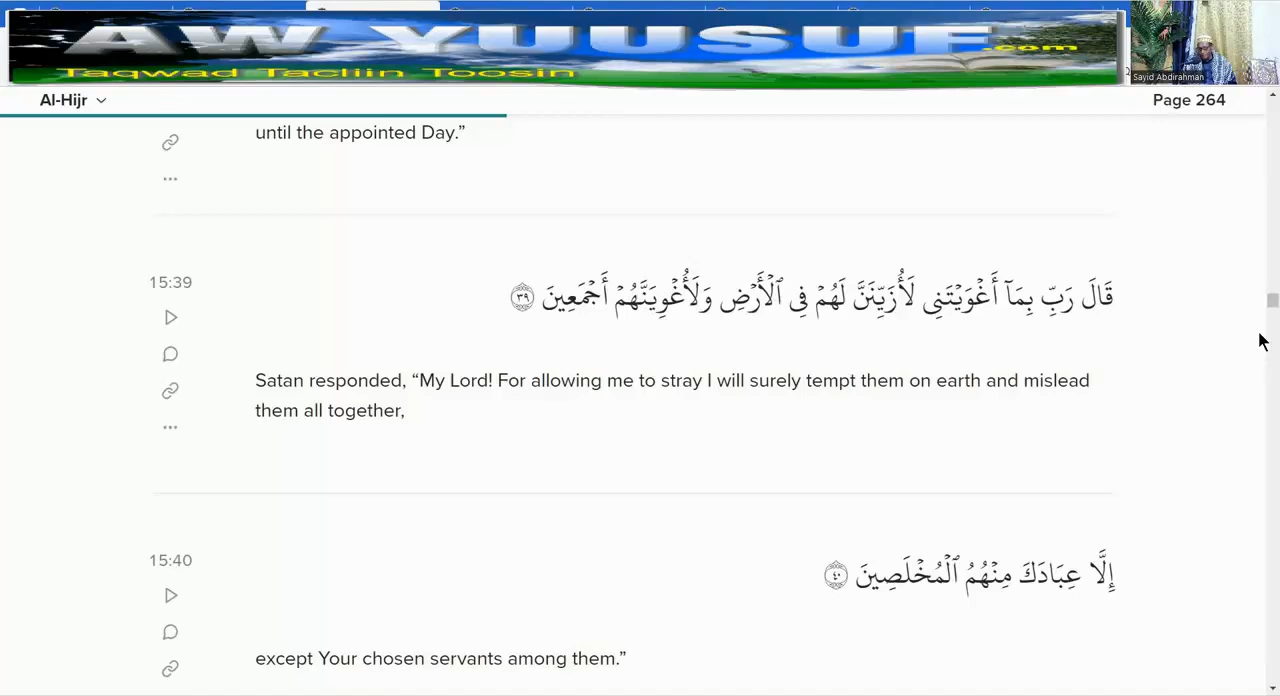 AW YUUSUF.com
Taqwad Tacliin Toosin
Sayid Abdirahman
Al-Hijr
Page 264
until the appointed Day.”
15:39
قَالَ رَبِّ بِمَآ أَغْوَيْتَنِى لَأُزَيِّنَنَّ لَهُمْ فِى ٱلْأَرْضِ وَلَأُغْوِيَنَّهُمْ أَجْمَعِينَ ٣٩
Satan responded, “My Lord! For allowing me to stray I will surely tempt them on earth and mislead
them all together,
15:40
إِلَّا عِبَادَكَ مِنْهُمُ ٱلْمُخْلَصِينَ ٤٠
except Your chosen servants among them.”